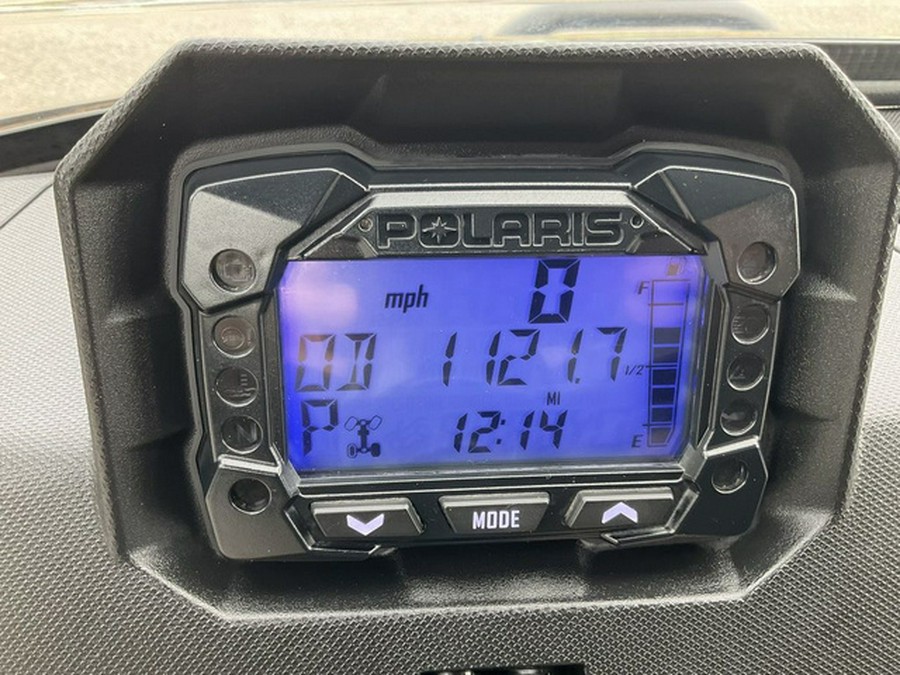 POLARIS
mph 0 F
OD 1121.7 1/2
MI
P 12:14 E
N
MODE